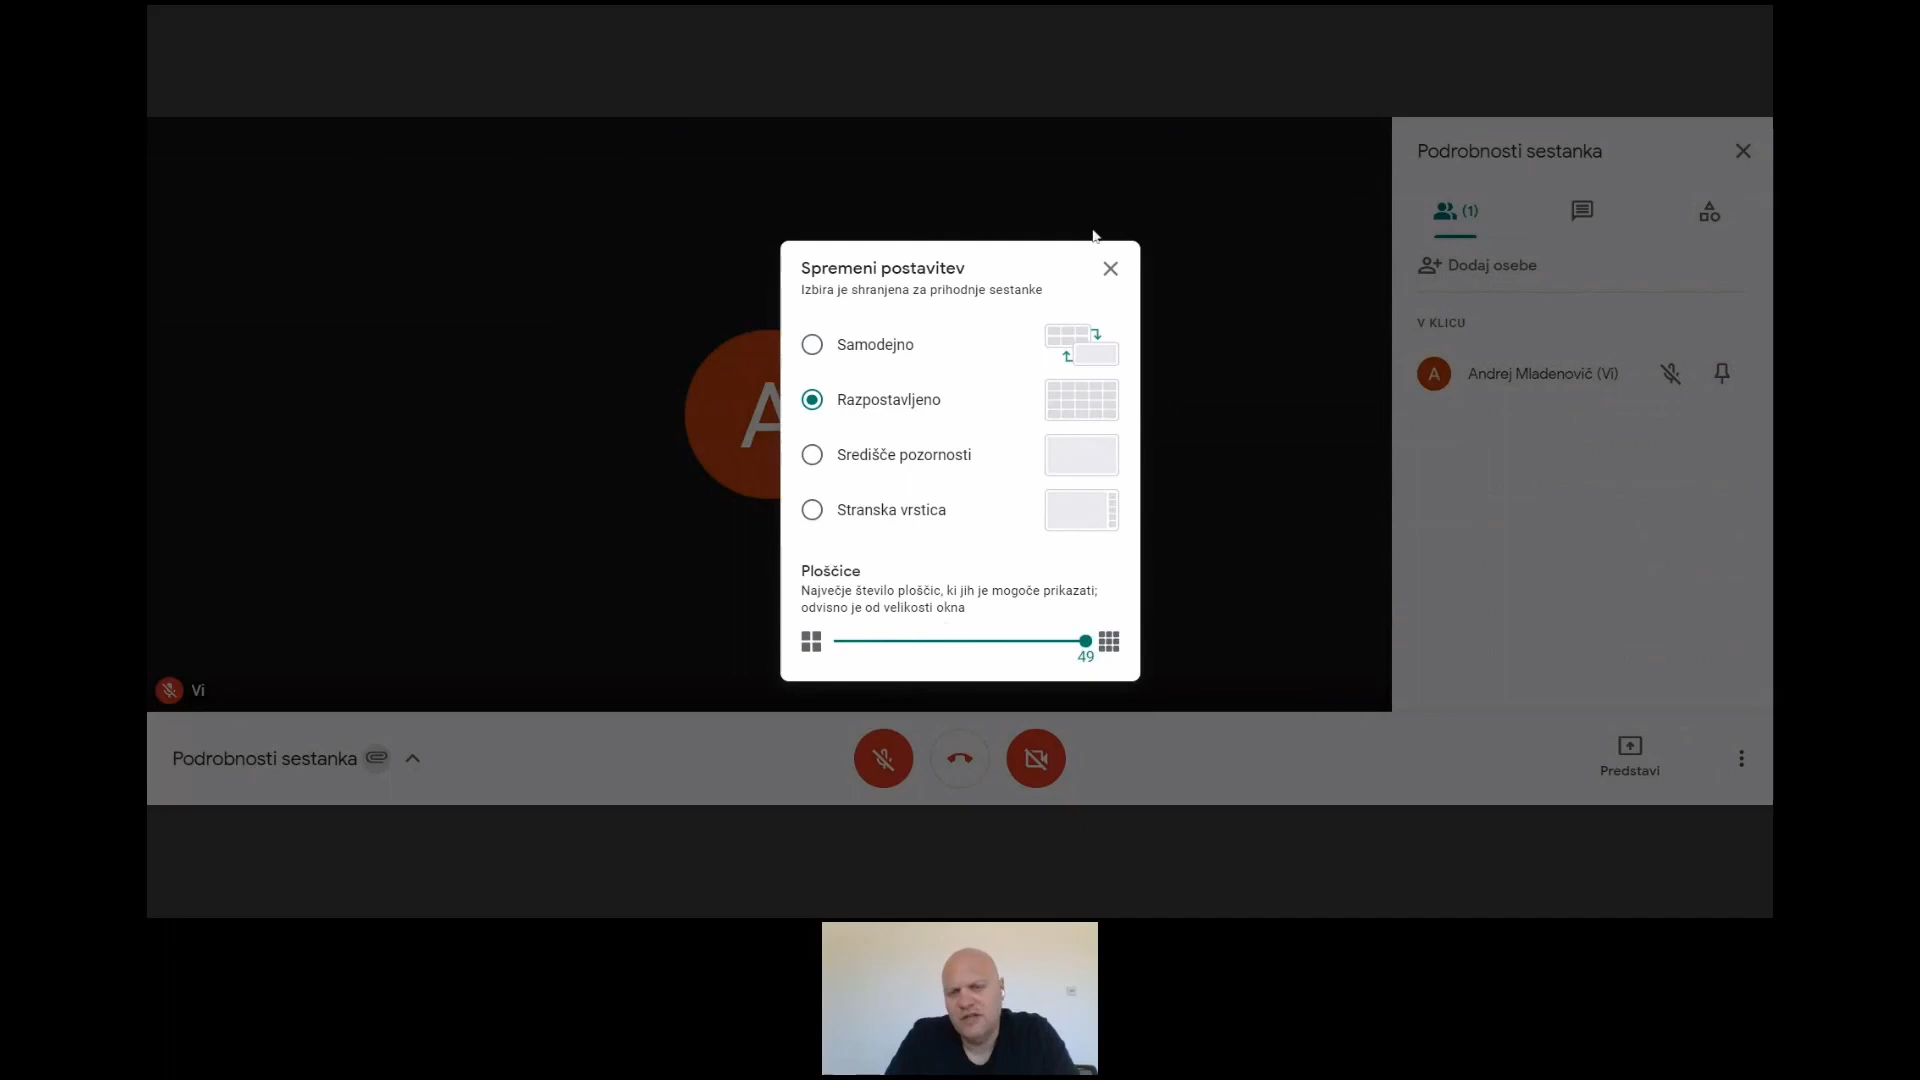 Podrobnosti sestanka
(1)
Dodaj osebe
V KLICU
A
Andrej Mladenovič (Vi)
Spremeni postavitev
Izbira je shranjena za prihodnje sestanke
Samodejno
Razpostavljeno
Središče pozornosti
Stranska vrstica
Ploščice
Največje število ploščic, ki jih je mogoče prikazati;
odvisno je od velikosti okna
49
A
Vi
Podrobnosti sestanka
Predstavi